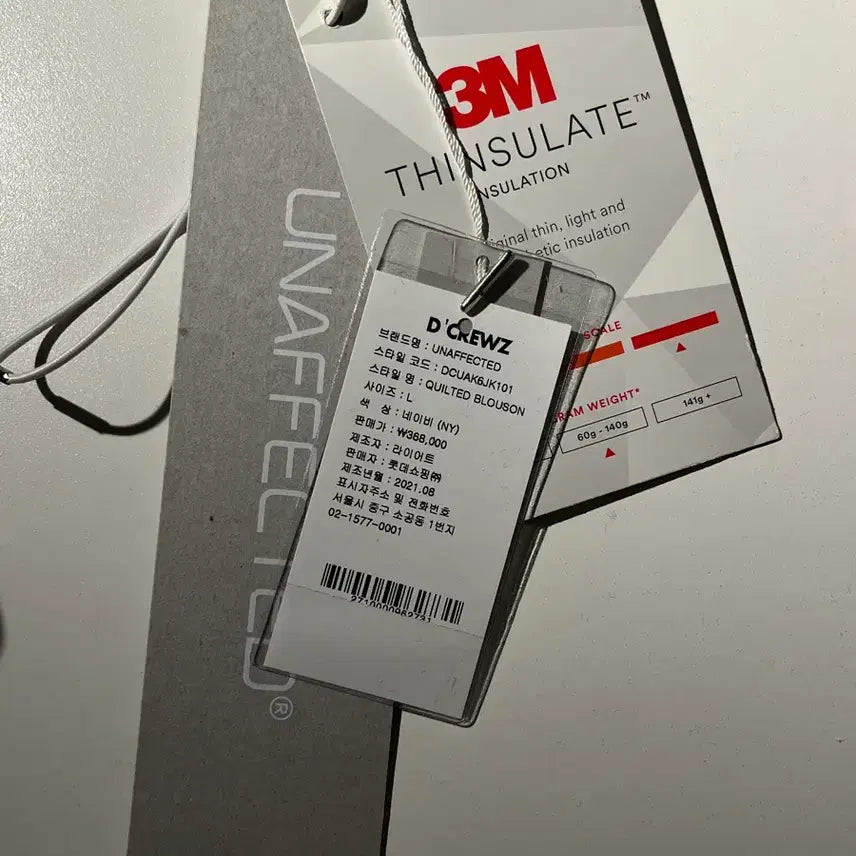 UNAFFECTED®
3M
THINSULATE™
INSULATION
thin, light and
insulation
SCALE
WEIGHT*
60g - 140g
141g +
D'CREWZ
브랜드명 : UNAFFECTED
스타일 코드 : DCUAK6JK101
스타일 명 : QUILTED BLOUSON
사이즈 : L
색 상 : 네이비 (NY)
판매가 : ₩368,000
제조자 : 라이어트
판매자 : 롯데쇼핑㈜
제조년월 : 2021.08
표시자주소 및 전화번호
서울시 중구 소공동 1번지
02-1577-0001